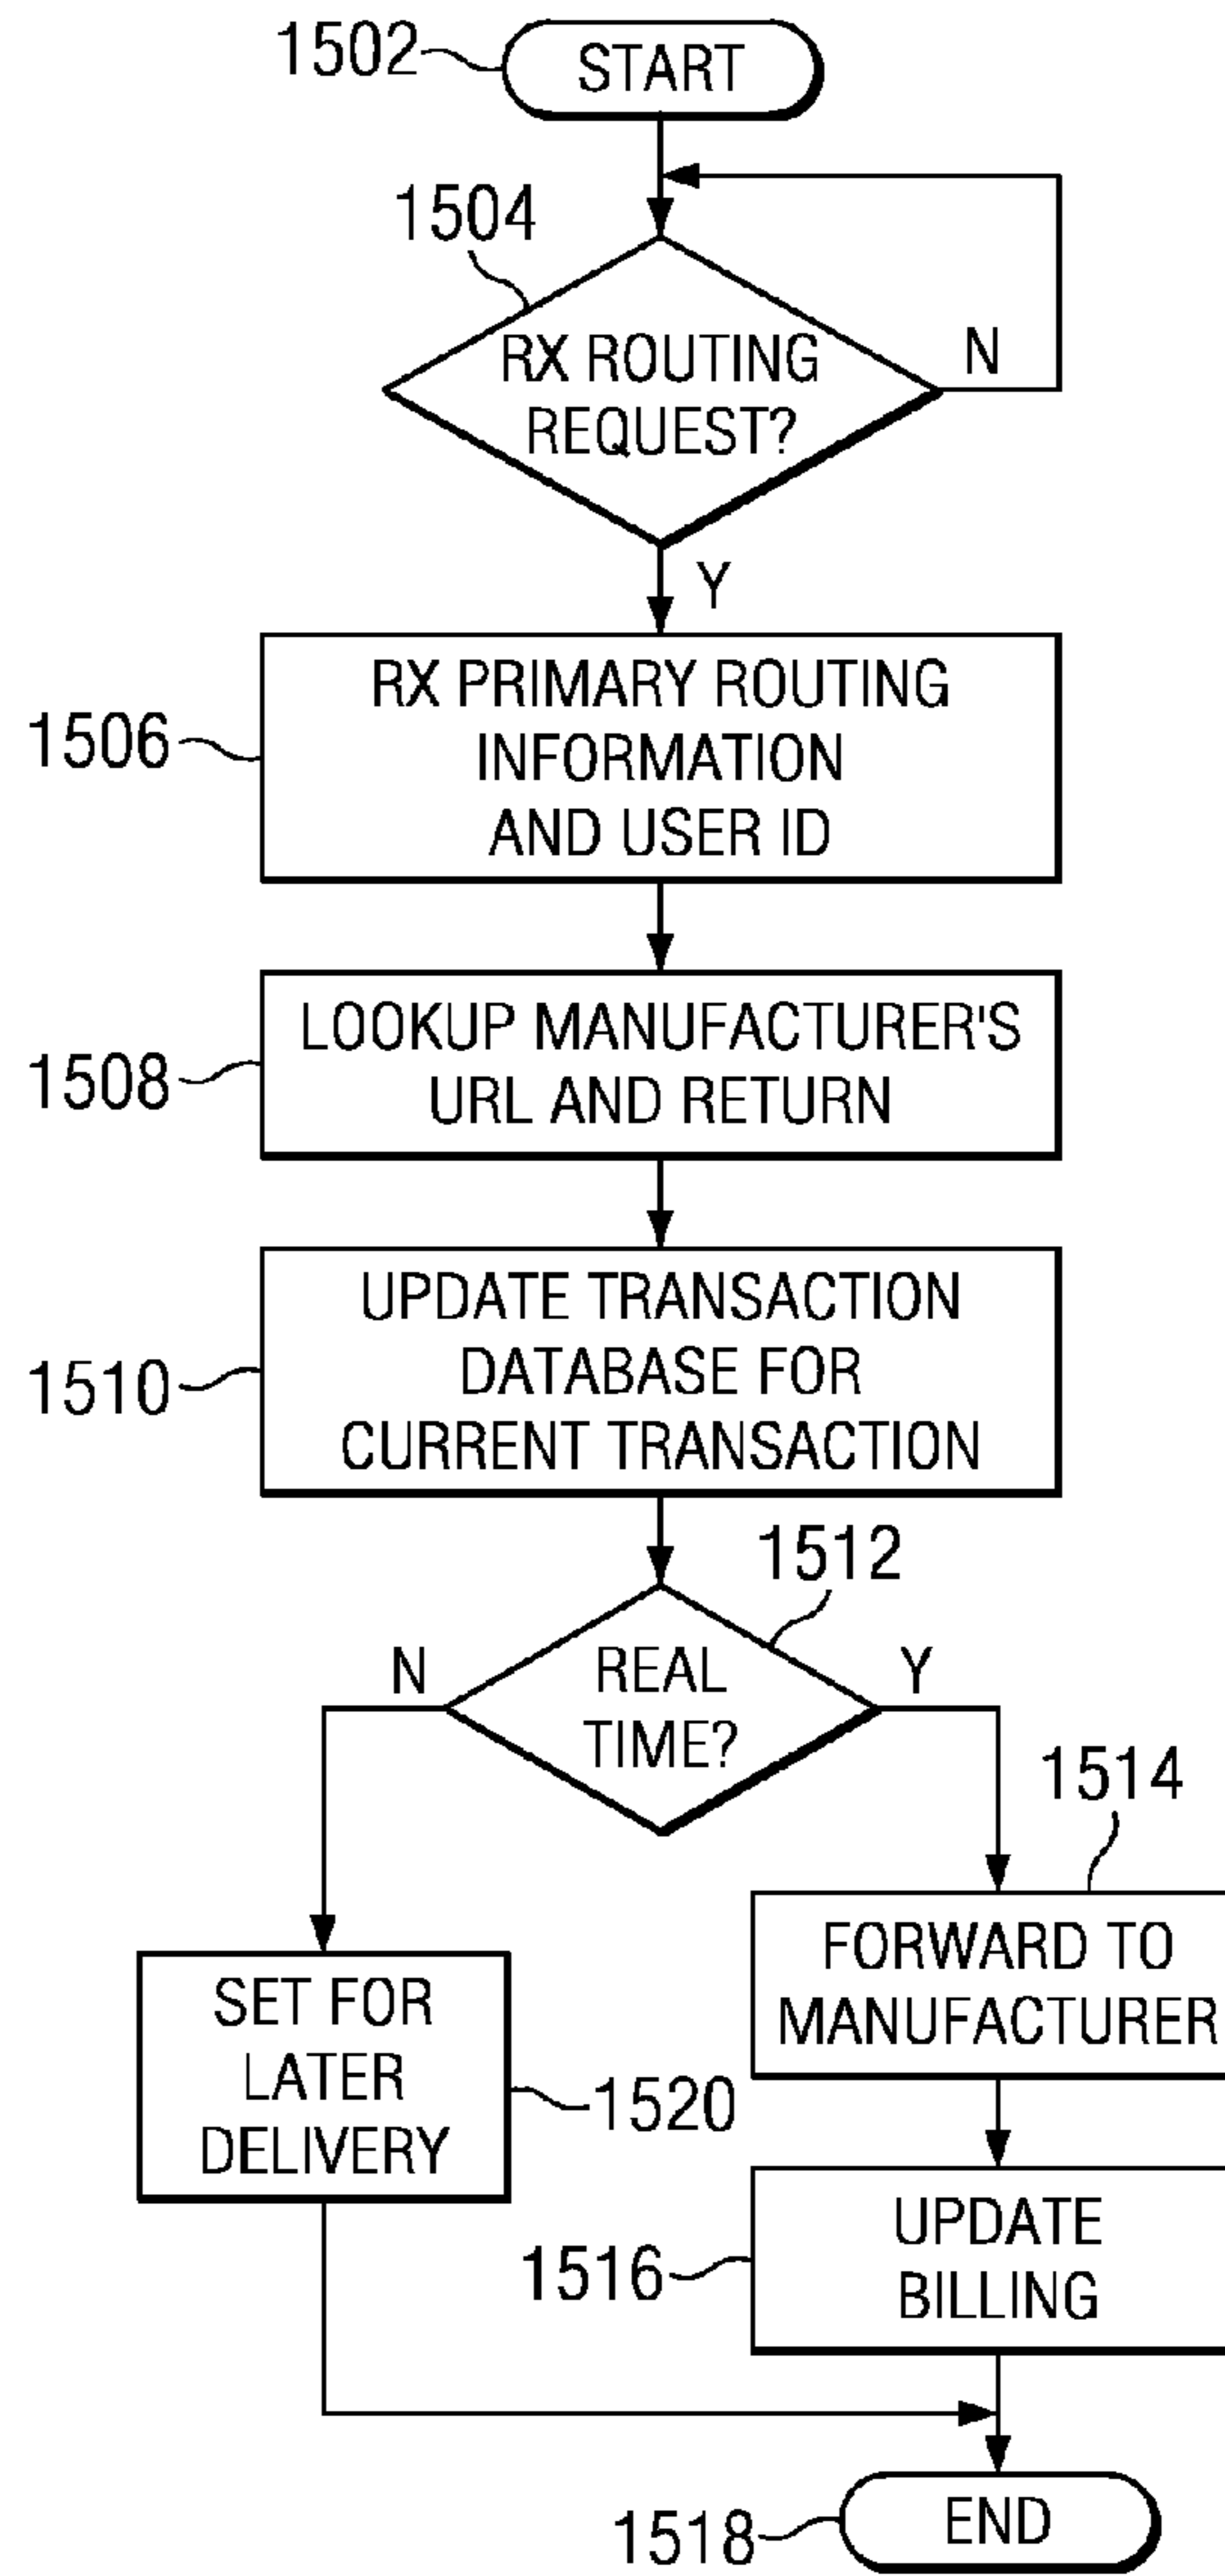 1502
START
1504
RX ROUTING
REQUEST?
N
Y
1506
RX PRIMARY ROUTING
INFORMATION
AND USER ID
1508
LOOKUP MANUFACTURER'S
URL AND RETURN
1510
UPDATE TRANSACTION
DATABASE FOR
CURRENT TRANSACTION
1512
N
REAL
TIME?
Y
1514
FORWARD TO
MANUFACTURER
SET FOR
LATER
DELIVERY
1520
1516
UPDATE
BILLING
1518
END